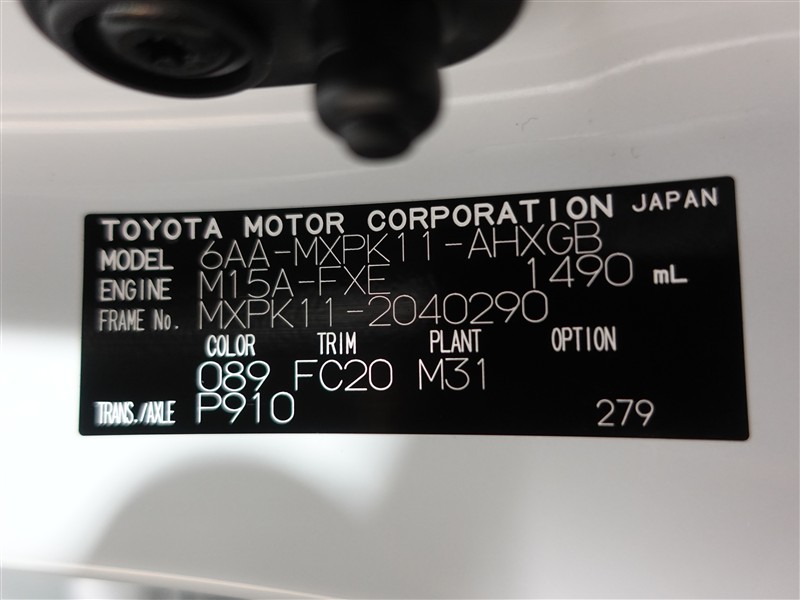 TOYOTA MOTOR CORPORATION JAPAN
MODEL 6AA-MXPK11-AHXGB
ENGINE M15A-FXE 1490 mL
FRAME No. MXPK11-2040290
COLOR TRIM PLANT OPTION
089 FC20 M31
TRANS./AXLE P910 279